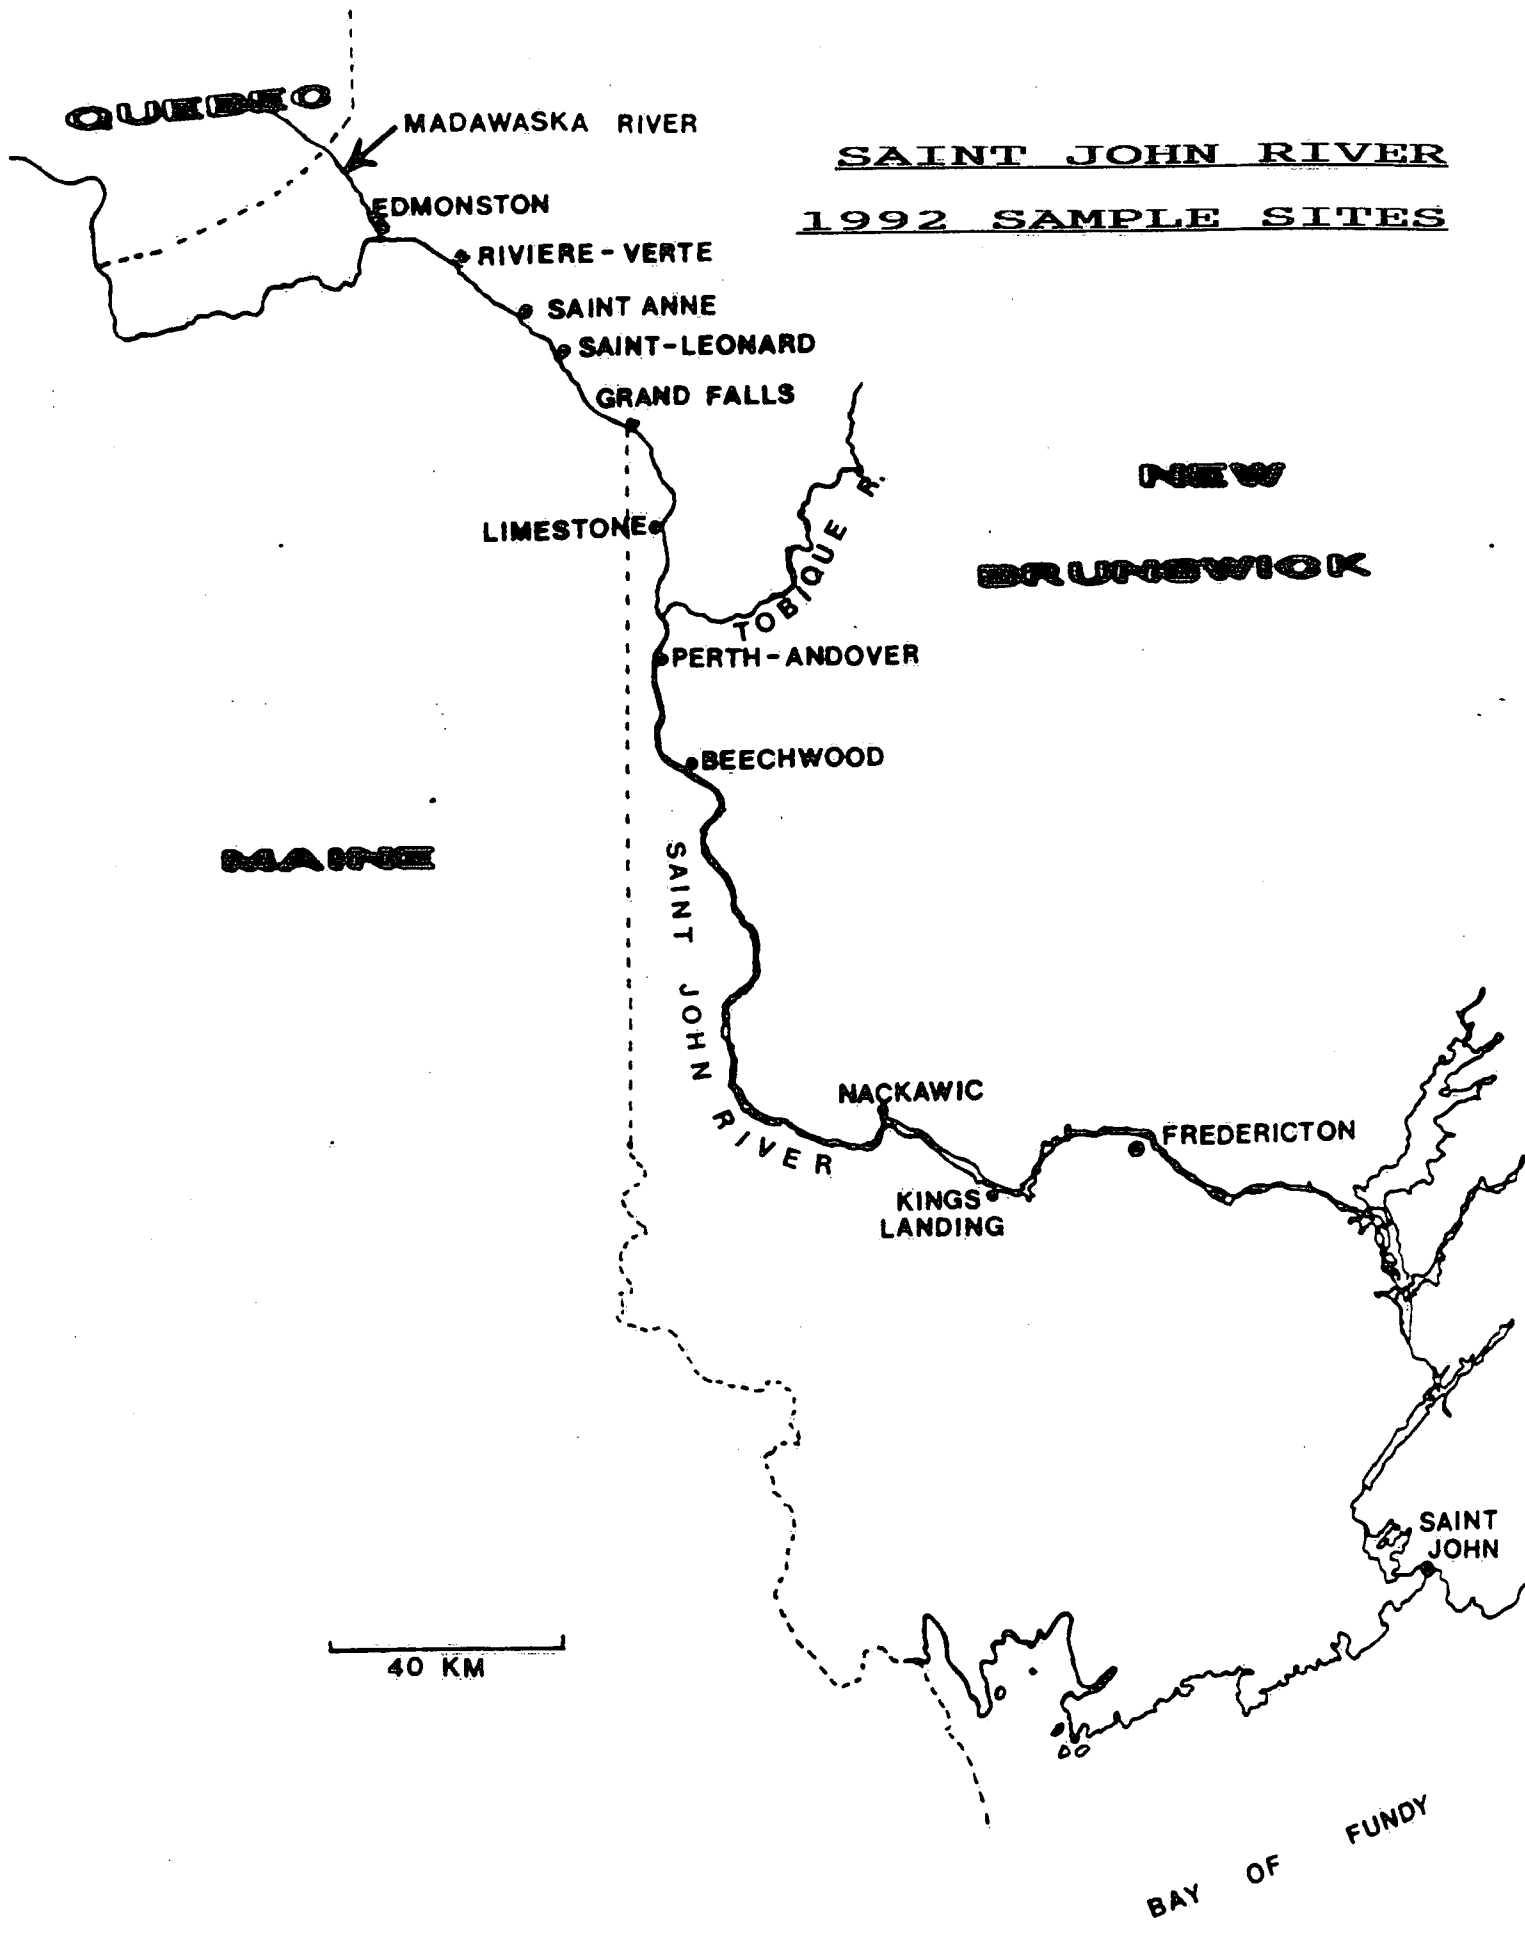 QUEBEC
MADAWASKA RIVER
SAINT JOHN RIVER
1992 SAMPLE SITES
EDMONSTON
RIVIERE-VERTE
SAINT ANNE
SAINT-LEONARD
GRAND FALLS
NEW
BRUNSWICK
LIMESTONE
TOBIQUE R.
PERTH-ANDOVER
BEECHWOOD
MAINE
SAINT JOHN RIVER
NACKAWIC
FREDERICTON
KINGS
LANDING
SAINT
JOHN
40 KM
BAY OF FUNDY